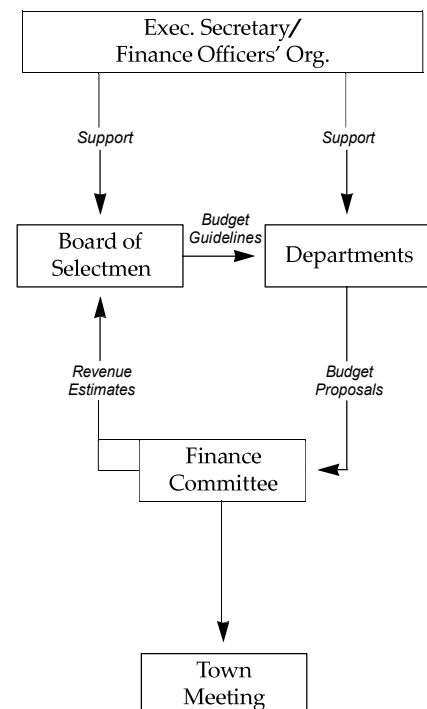 Exec. Secretary/
Finance Officers' Org.
Support
Support
Budget
Guidelines
Board of
Selectmen
Departments
Revenue
Estimates
Budget
Proposals
Finance
Committee
Town
Meeting